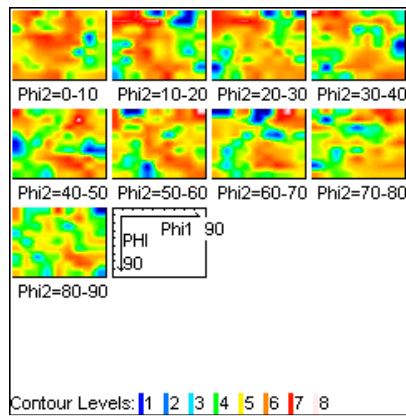 Phi2=0-10 Phi2=10-20 Phi2=20-30 Phi2=30-40
Phi2=40-50 Phi2=50-60 Phi2=60-70 Phi2=70-80
Phi1 90
PHI
90
Phi2=80-90
Contour Levels: 1 2 3 4 5 6 7 8